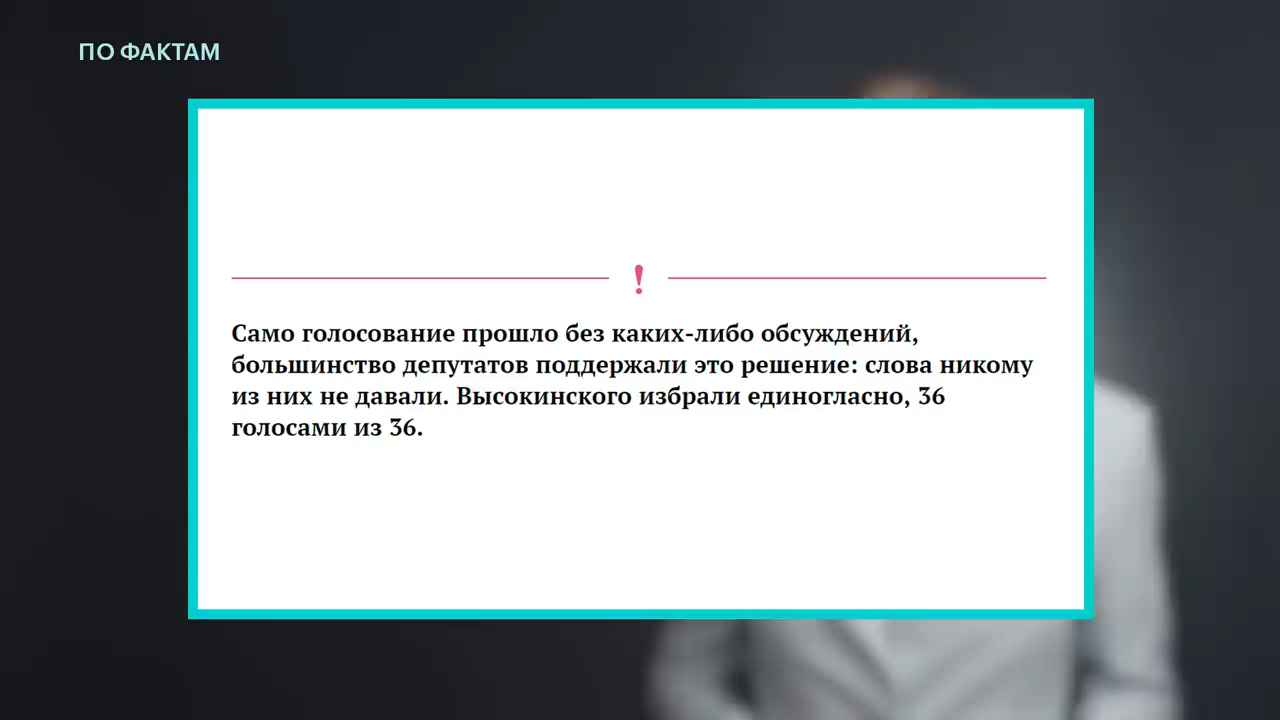 ПО ФАКТАМ
!
Само голосование прошло без каких-либо обсуждений,
большинство депутатов поддержали это решение: слова никому
из них не давали. Высокинского избрали единогласно, 36
голосами из 36.